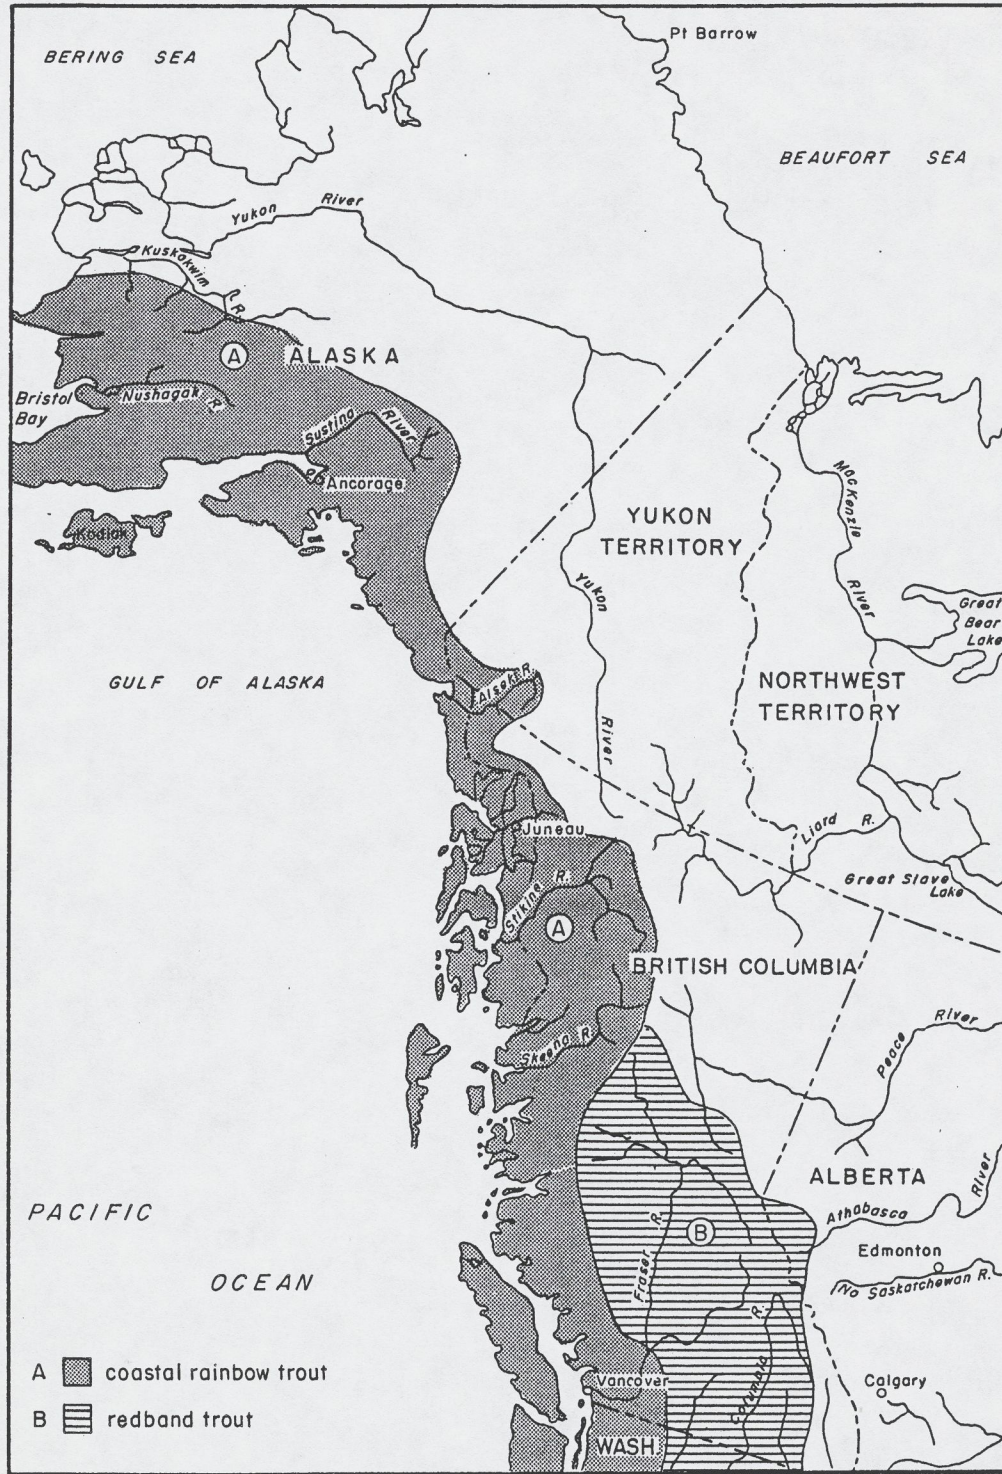 BERING SEA
Pt Barrow
BEAUFORT SEA
Yukon River
Kuskokwim R.
A
ALASKA
Bristol
Bay
Nushagak R.
Sustina River
Ancorage
Kodiak
YUKON
TERRITORY
MacKenzie River
Yukon River
Great
Bear
Lake
GULF OF ALASKA
Alsek R.
NORTHWEST
TERRITORY
Juneau
Liard R.
Great Slave
Lake
Stikine R.
A
BRITISH COLUMBIA
Skeena R.
Peace River
ALBERTA
Athabasca River
PACIFIC
OCEAN
B
Fraser R.
Edmonton
No Saskatchewan R.
Columbia R.
A coastal rainbow trout
B redband trout
Vancover
Calgary
WASH.